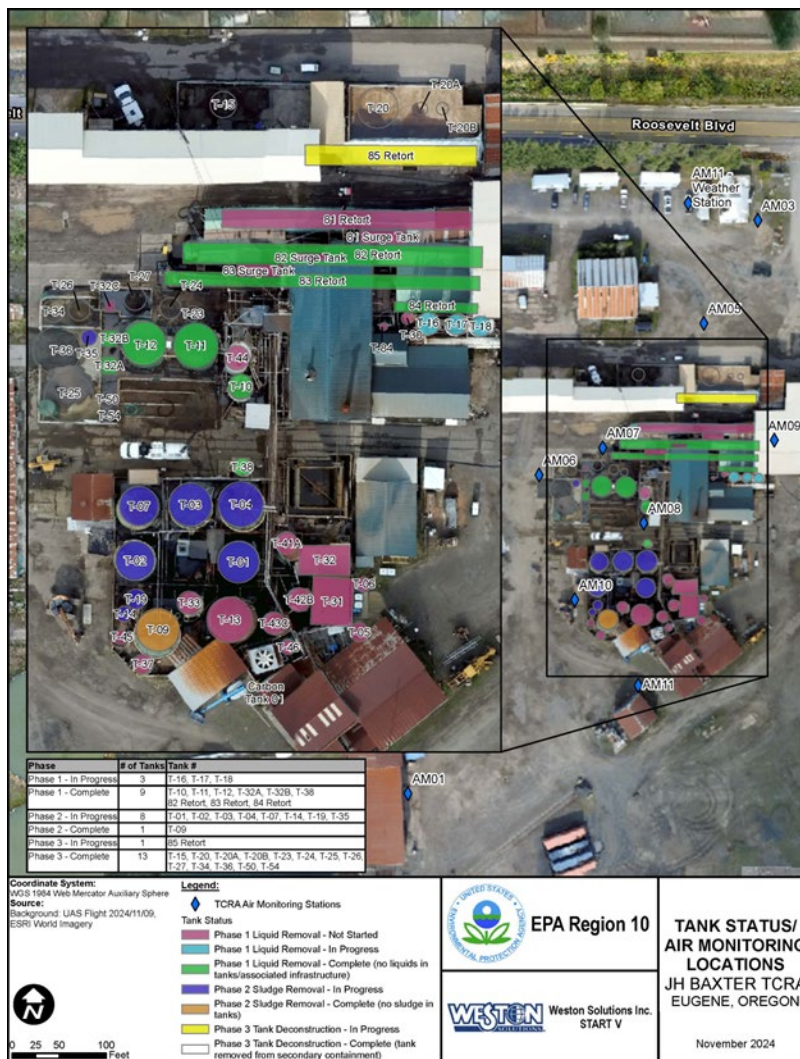 T-15
T-20
T-20A
T-20B
85 Retort
Roosevelt Blvd
AM11 -
Weather
Station
AM03
81 Retort
81 Surge Tank
82 Surge Tank
82 Retort
83 Surge Tank
83 Retort
84 Retort
T-26
T-32C
T-27
T-24
T-34
T-23
T-36
T-35
T-32B
T-32A
T-12
T-11
T-44
T-10
T-30
T-16
T-17
T-18
T-84
T-25
T-50
T-54
AM05
AM07
AM09
AM06
AM08
T-38
T-07
T-03
T-04
T-02
T-01
T-41A
T-32
T-06
T-19
T-14
T-33
T-42B
T-31
T-45
T-09
T-13
T-43C
T-05
T-37
T-46
Carbon
Tank C1
AM10
AM11
AM01
Phase # of Tanks Tank #
Phase 1 - In Progress 3 T-16, T-17, T-18
Phase 1 - Complete 9 T-10, T-11, T-12, T-32A, T-32B, T-38
82 Retort, 83 Retort, 84 Retort
Phase 2 - In Progress 8 T-01, T-02, T-03, T-04, T-07, T-14, T-19, T-35
Phase 2 - Complete 1 T-09
Phase 3 - In Progress 1 85 Retort
Phase 3 - Complete 13 T-15, T-20, T-20A, T-20B, T-23, T-24, T-25, T-26,
T-27, T-34, T-36, T-50, T-54
Coordinate System:
WGS 1984 Web Mercator Auxiliary Sphere
Source:
Background: UAS Flight 2024/11/09,
ESRI World Imagery
N
0 25 50 100
Feet
Legend:
TCRA Air Monitoring Stations
Tank Status
Phase 1 Liquid Removal - Not Started
Phase 1 Liquid Removal - In Progress
Phase 1 Liquid Removal - Complete (no liquids in
tanks/associated infrastructure)
Phase 2 Sludge Removal - In Progress
Phase 2 Sludge Removal - Complete (no sludge in
tanks)
Phase 3 Tank Deconstruction - In Progress
Phase 3 Tank Deconstruction - Complete (tank
removed from secondary containment)
UNITED STATES
ENVIRONMENTAL PROTECTION AGENCY
EPA Region 10
WESTON
SOLUTIONS
Weston Solutions Inc.
START V
TANK STATUS/
AIR MONITORING
LOCATIONS
JH BAXTER TCRA
EUGENE, OREGON
November 2024